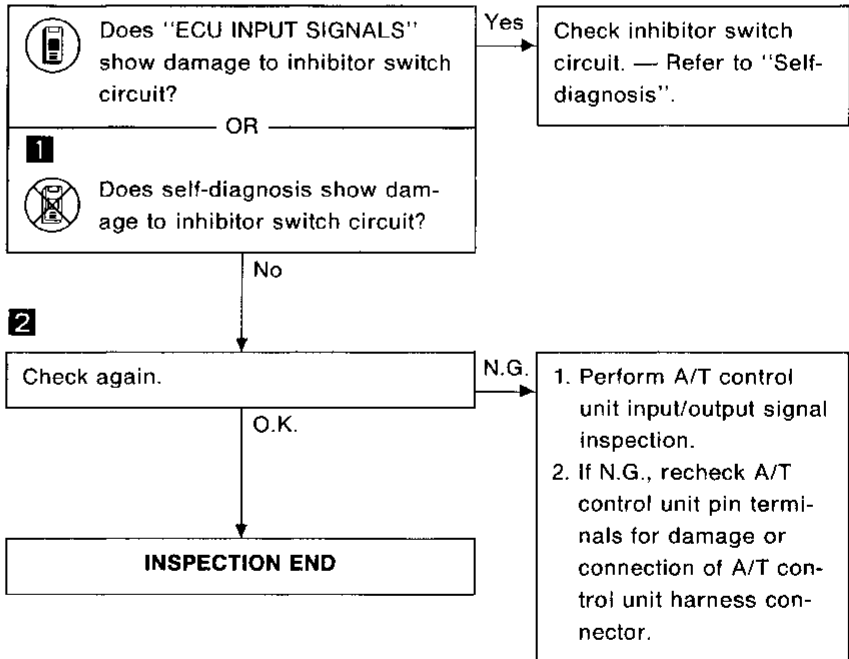 Does "ECU INPUT SIGNALS"
show damage to inhibitor switch
circuit?
Yes
Check inhibitor switch
circuit. — Refer to "Self-
diagnosis".
OR
1
Does self-diagnosis show dam-
age to inhibitor switch circuit?
No
2
Check again.
N.G.
1. Perform A/T control
unit input/output signal
inspection.
2. If N.G., recheck A/T
control unit pin termi-
nals for damage or
connection of A/T con-
trol unit harness con-
nector.
O.K.
INSPECTION END